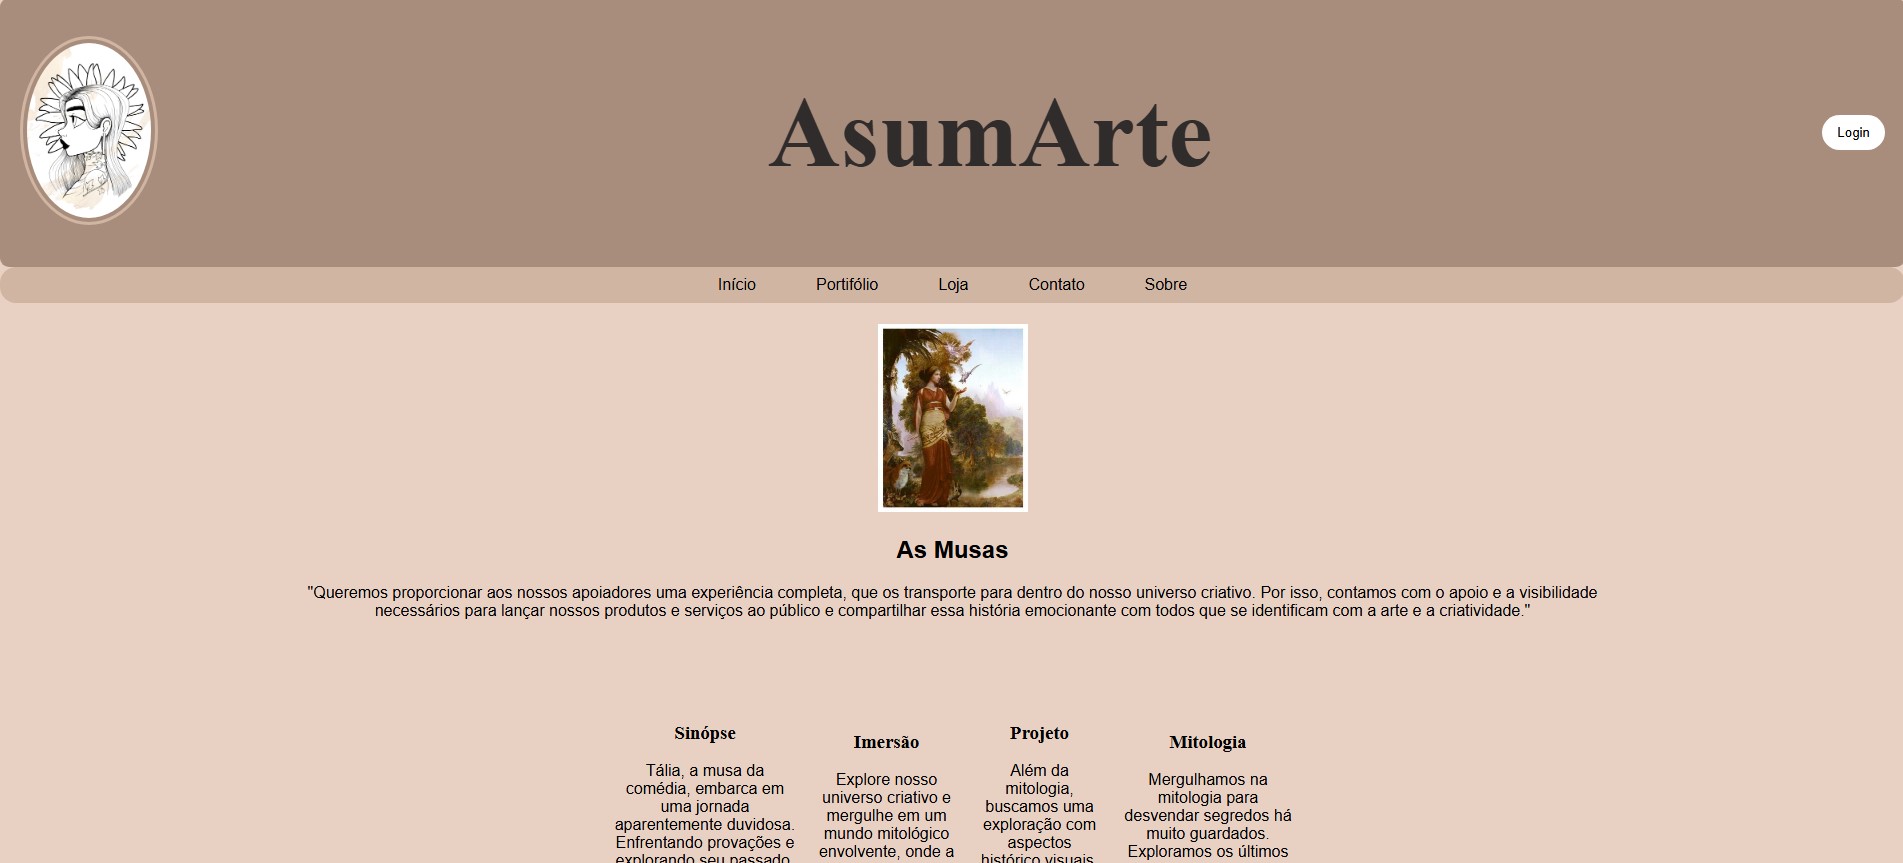 AsumArte
Login
Início
Portifólio
Loja
Contato
Sobre
As Musas
"Queremos proporcionar aos nossos apoiadores uma experiência completa, que os transporte para dentro do nosso universo criativo. Por isso, contamos com o apoio e a visibilidade
necessários para lançar nossos produtos e serviços ao público e compartilhar essa história emocionante com todos que se identificam com a arte e a criatividade."
Sinópse
Tália, a musa da
comédia, embarca em
uma jornada
aparentemente duvidosa.
Enfrentando provações e
explorando seu passado,
Imersão
Explore nosso
universo criativo e
mergulhe em um
mundo mitológico
envolvente, onde a
Projeto
Além da
mitologia,
buscamos uma
exploração com
aspectos
histórico visuais,
Mitologia
Mergulhamos na
mitologia para
desvendar segredos há
muito guardados.
Exploramos os últimos